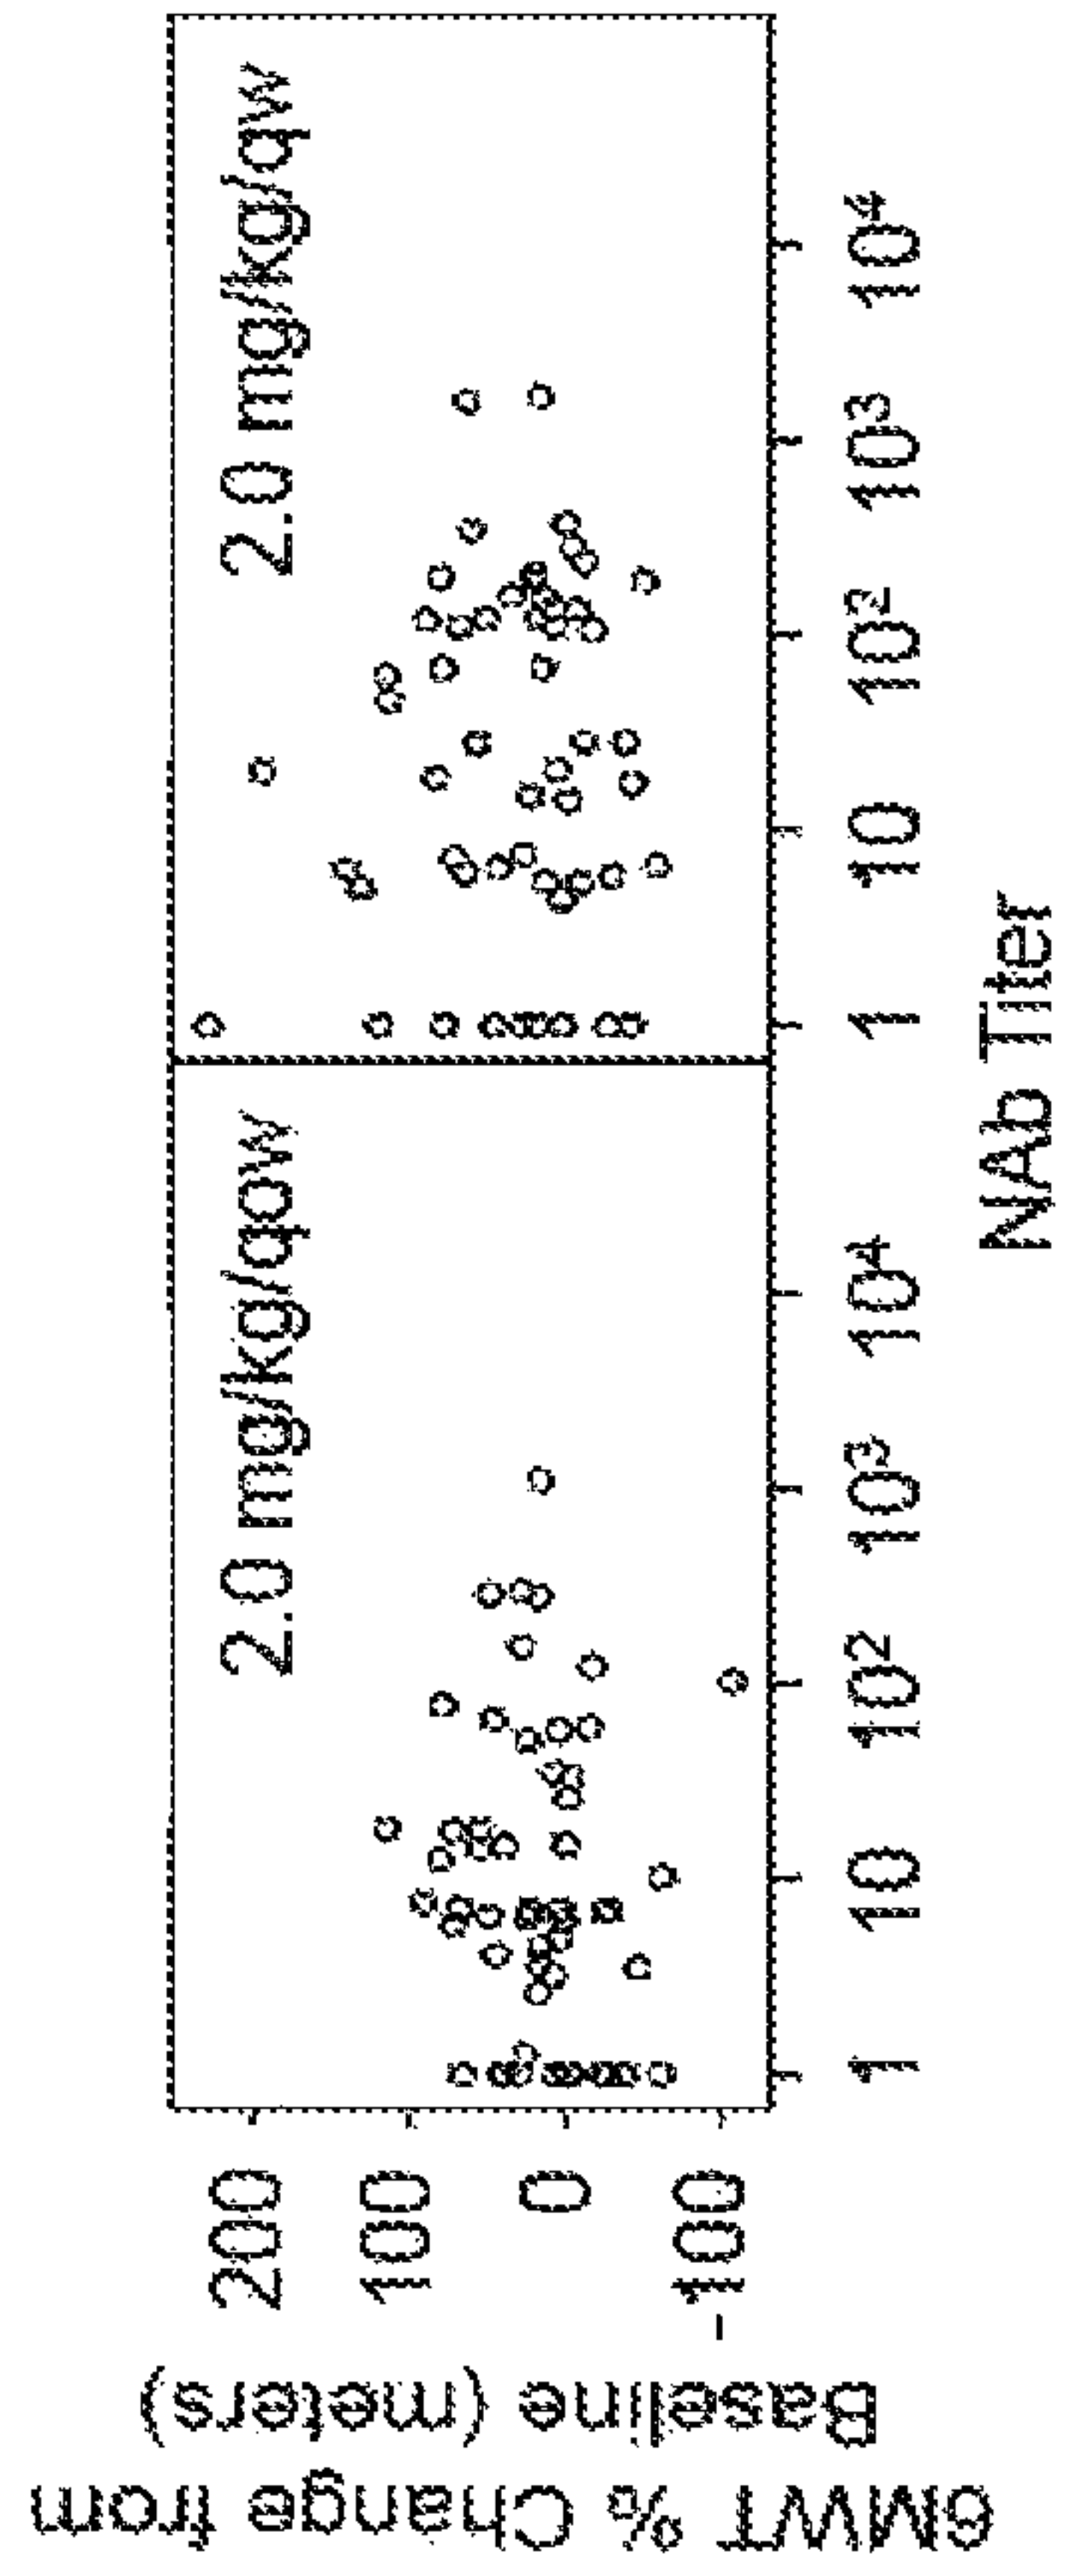 6MWT % Change from
Baseline (meters)
200
100
0
-100
2.0 mg/kg/qow
2.0 mg/kg/qw
1 10 10² 10³ 10⁴
1 10 10² 10³ 10⁴
NAb Titer